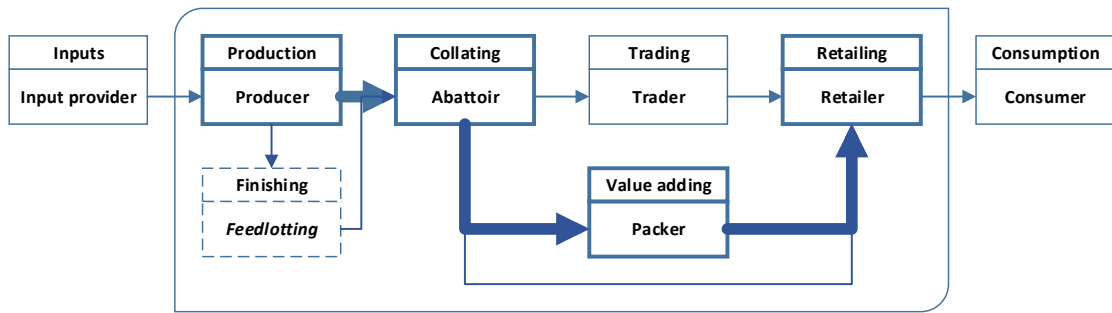 Inputs
Input provider
Production
Producer
Collating
Abattoir
Trading
Trader
Retailing
Retailer
Consumption
Consumer
Finishing
Feedlotting
Value adding
Packer